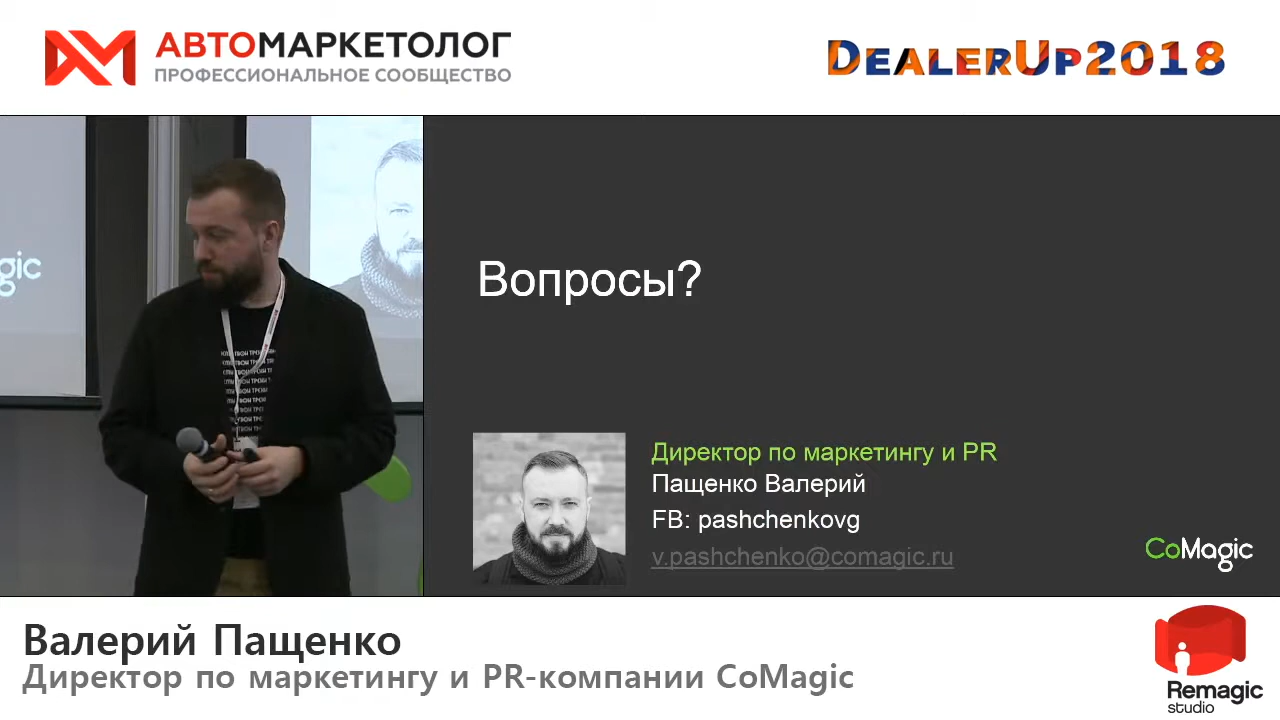 АВТОМАРКЕТОЛОГ
ПРОФЕССИОНАЛЬНОЕ СООБЩЕСТВО
DEALERUP2018
gic
Вопросы?
Директор по маркетингу и PR
Пащенко Валерий
FB: pashchenkovg
v.pashchenko@comagic.ru
CoMagic
Валерий Пащенко
Директор по маркетингу и PR-компании CoMagic
Remagic
studio